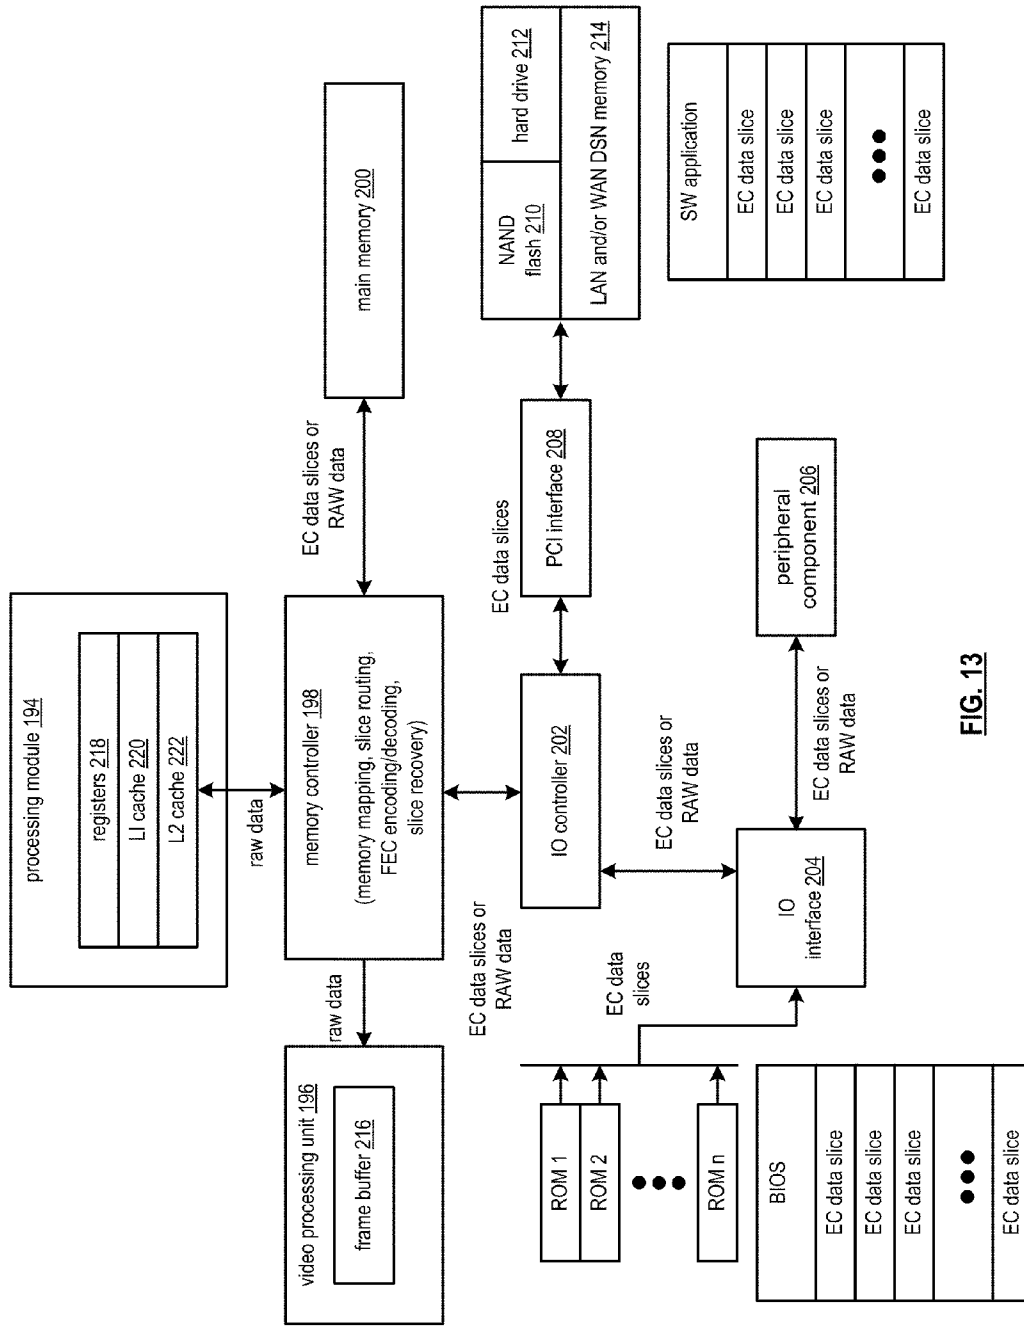 processing module 194
registers 218
L1 cache 220
L2 cache 222
raw data
video processing unit 196
frame buffer 216
raw data
memory controller 198
(memory mapping, slice routing,
FEC encoding/decoding,
slice recovery)
EC data slices or
RAW data
main memory 200
EC data slices or
RAW data
IO controller 202
EC data slices
PCI interface 208
NAND
flash 210
hard drive 212
LAN and/or WAN DSN memory 214
ROM 1
ROM 2
ROM n
EC data
slices
EC data slices or
RAW data
IO
interface 204
EC data slices or
RAW data
peripheral
component 206
BIOS
EC data slice
EC data slice
EC data slice
EC data slice
SW application
EC data slice
EC data slice
EC data slice
EC data slice
FIG. 13